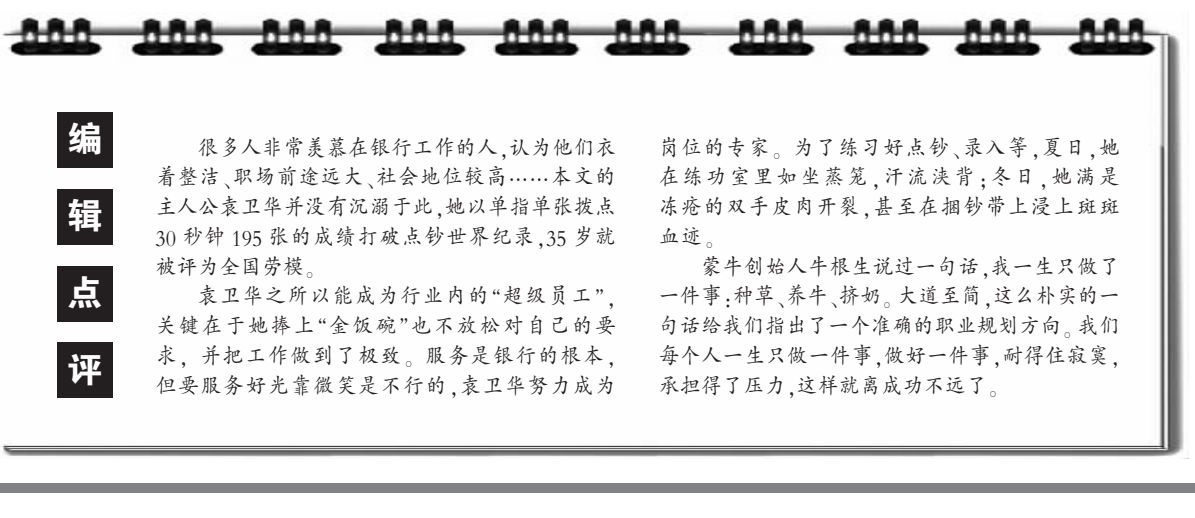 编
辑
点
评
很多人非常羡慕在银行工作的人,认为他们衣
着整洁、职场前途远大、社会地位较高……本文的
主人公袁卫华并没有沉溺于此,她以单指单张拨点
30 秒钟 195 张的成绩打破点钞世界纪录,35 岁就
被评为全国劳模。
袁卫华之所以能成为行业内的“超级员工”,
关键在于她捧上“金饭碗”也不放松对自己的要
求，并把工作做到了极致。服务是银行的根本,
但要服务好光靠微笑是不行的,袁卫华努力成为
岗位的专家。为了练习好点钞、录入等,夏日,她
在练功室里如坐蒸笼,汗流浃背;冬日,她满是
冻疮的双手皮肉开裂,甚至在捆钞带上浸上斑斑
血迹。
蒙牛创始人牛根生说过一句话,我一生只做了
一件事:种草、养牛、挤奶。大道至简,这么朴实的一
句话给我们指出了一个准确的职业规划方向。我们
每个人一生只做一件事,做好一件事,耐得住寂寞,
承担得了压力,这样就离成功不远了。